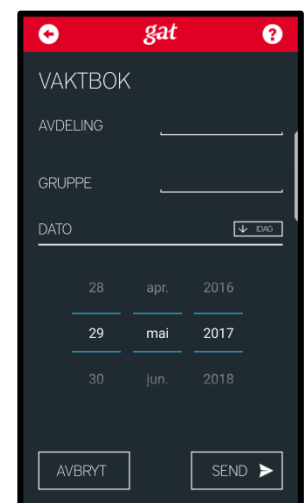 gat ?
VAKTBOK
AVDELING
GRUPPE
DATO IDAG
28 apr. 2016
29 mai 2017
30 jun. 2018
AVBRYT SEND